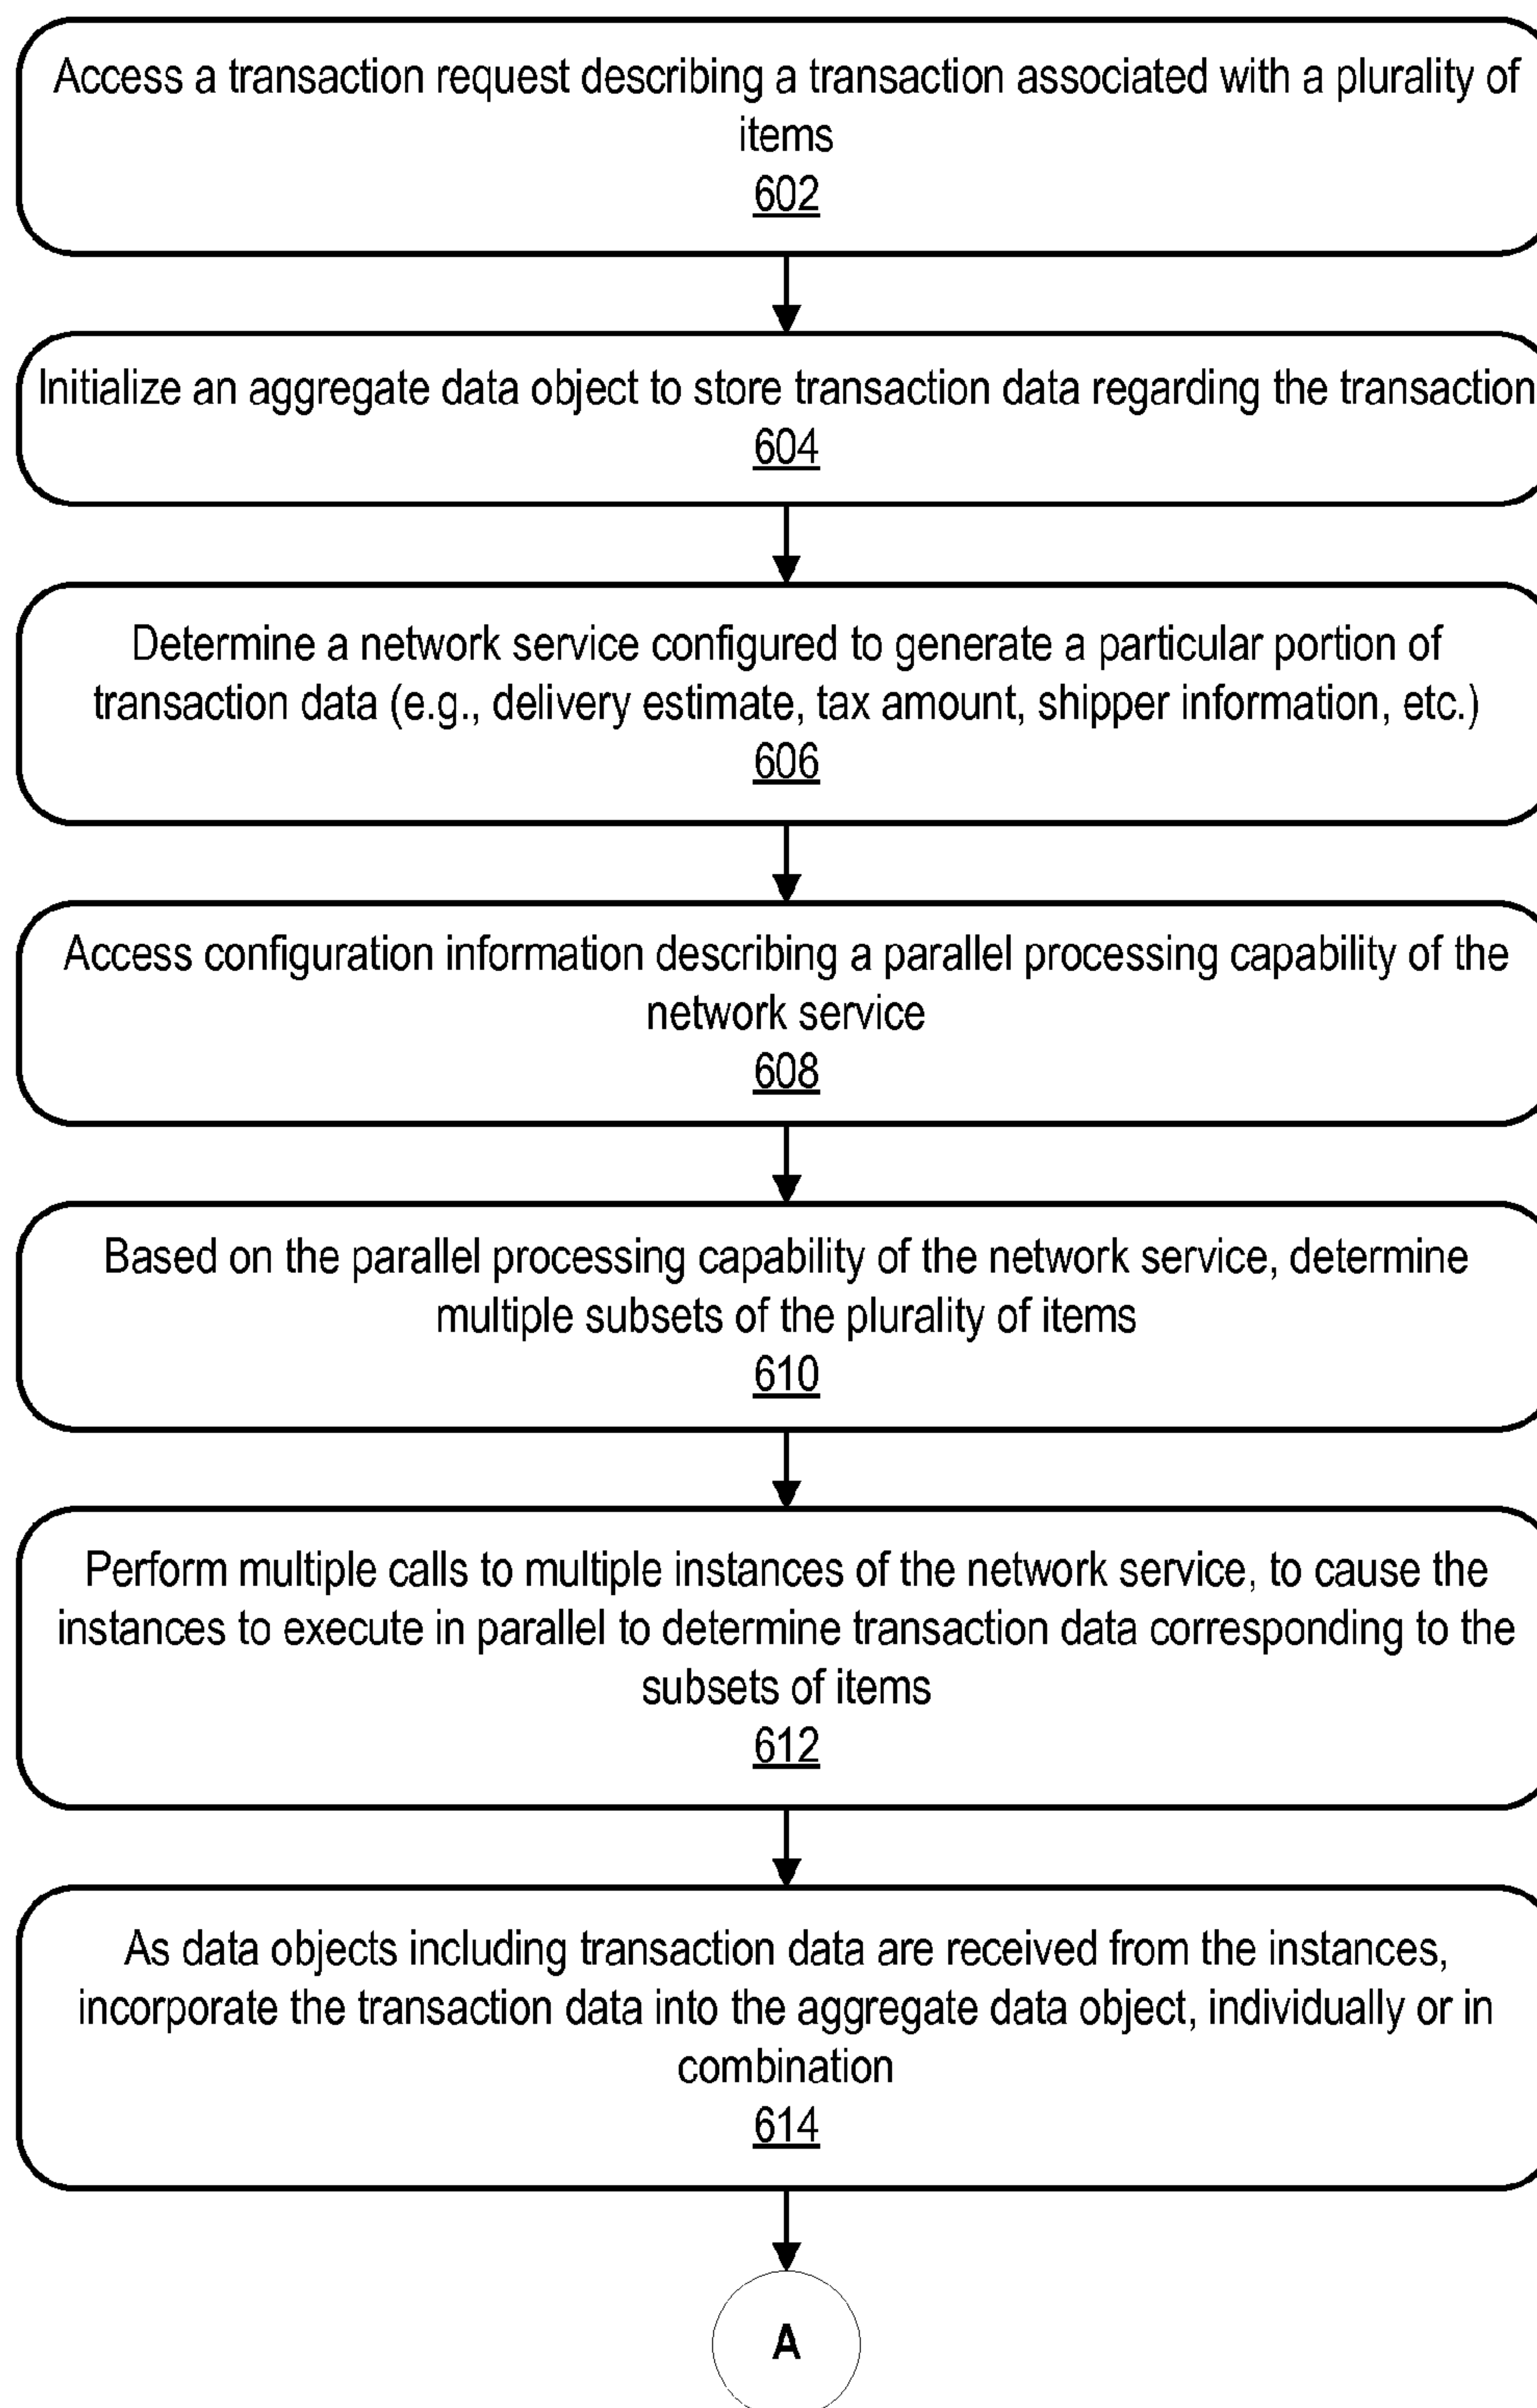 Access a transaction request describing a transaction associated with a plurality of
items
602
Initialize an aggregate data object to store transaction data regarding the transaction
604
Determine a network service configured to generate a particular portion of
transaction data (e.g., delivery estimate, tax amount, shipper information, etc.)
606
Access configuration information describing a parallel processing capability of the
network service
608
Based on the parallel processing capability of the network service, determine
multiple subsets of the plurality of items
610
Perform multiple calls to multiple instances of the network service, to cause the
instances to execute in parallel to determine transaction data corresponding to the
subsets of items
612
As data objects including transaction data are received from the instances,
incorporate the transaction data into the aggregate data object, individually or in
combination
614
A